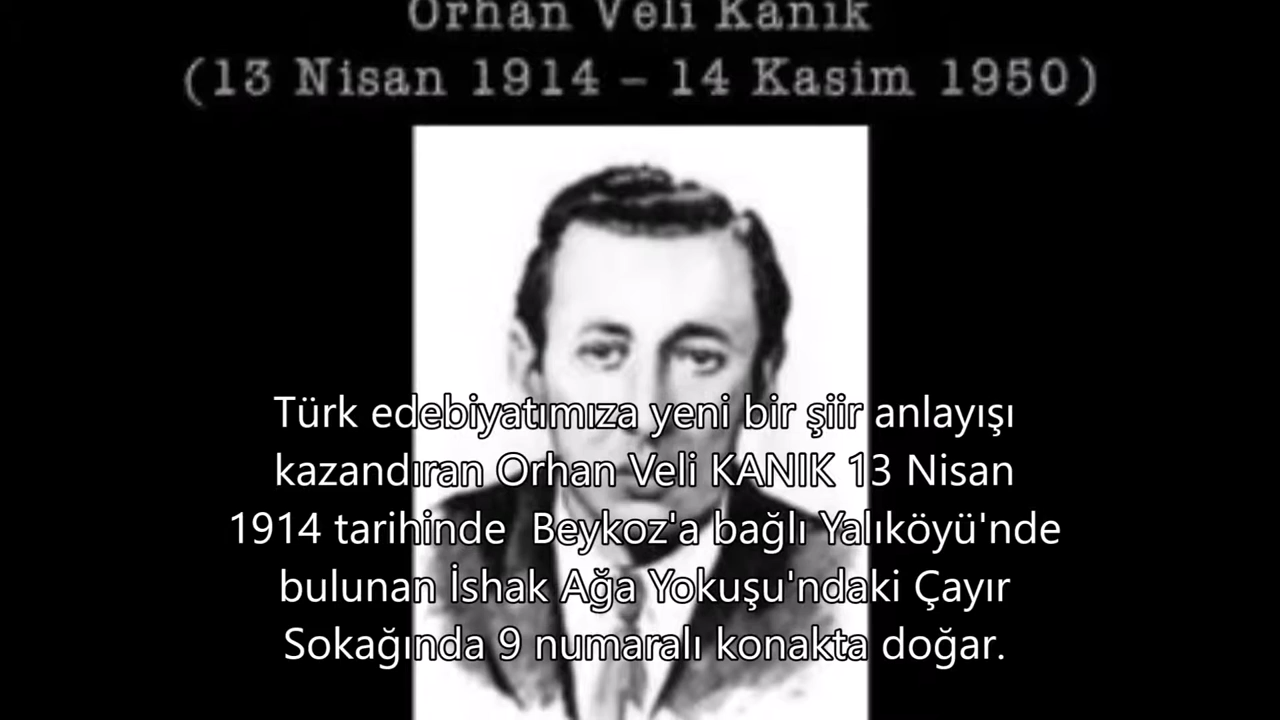 Orhan Veli Kanık
(13 Nisan 1914 – 14 Kasim 1950)
Türk edebiyatımıza yeni bir şiir anlayışı
kazandıran Orhan Veli KANIK 13 Nisan
1914 tarihinde  Beykoz'a bağlı Yalıköyü'nde
bulunan İshak Ağa Yokuşu'ndaki Çayır
Sokağında 9 numaralı konakta doğar.